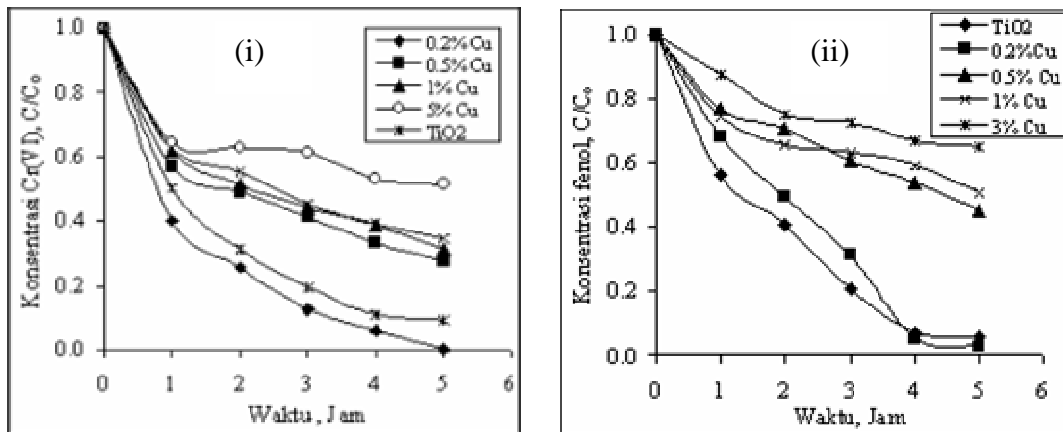 (i)
Konsentrasi Cr(VI), C/Co
1.0
0.8
0.6
0.4
0.2
0.0
0 1 2 3 4 5 6
Waktu , Jam
0.2% Cu
0.5% Cu
1% Cu
5% Cu
TiO2
(ii)
Konsentrasi fenol, C/Co
1.0
0.8
0.6
0.4
0.2
0.0
0 1 2 3 4 5 6
Waktu, Jam
TiO2
0.2%Cu
0.5% Cu
1% Cu
3% Cu